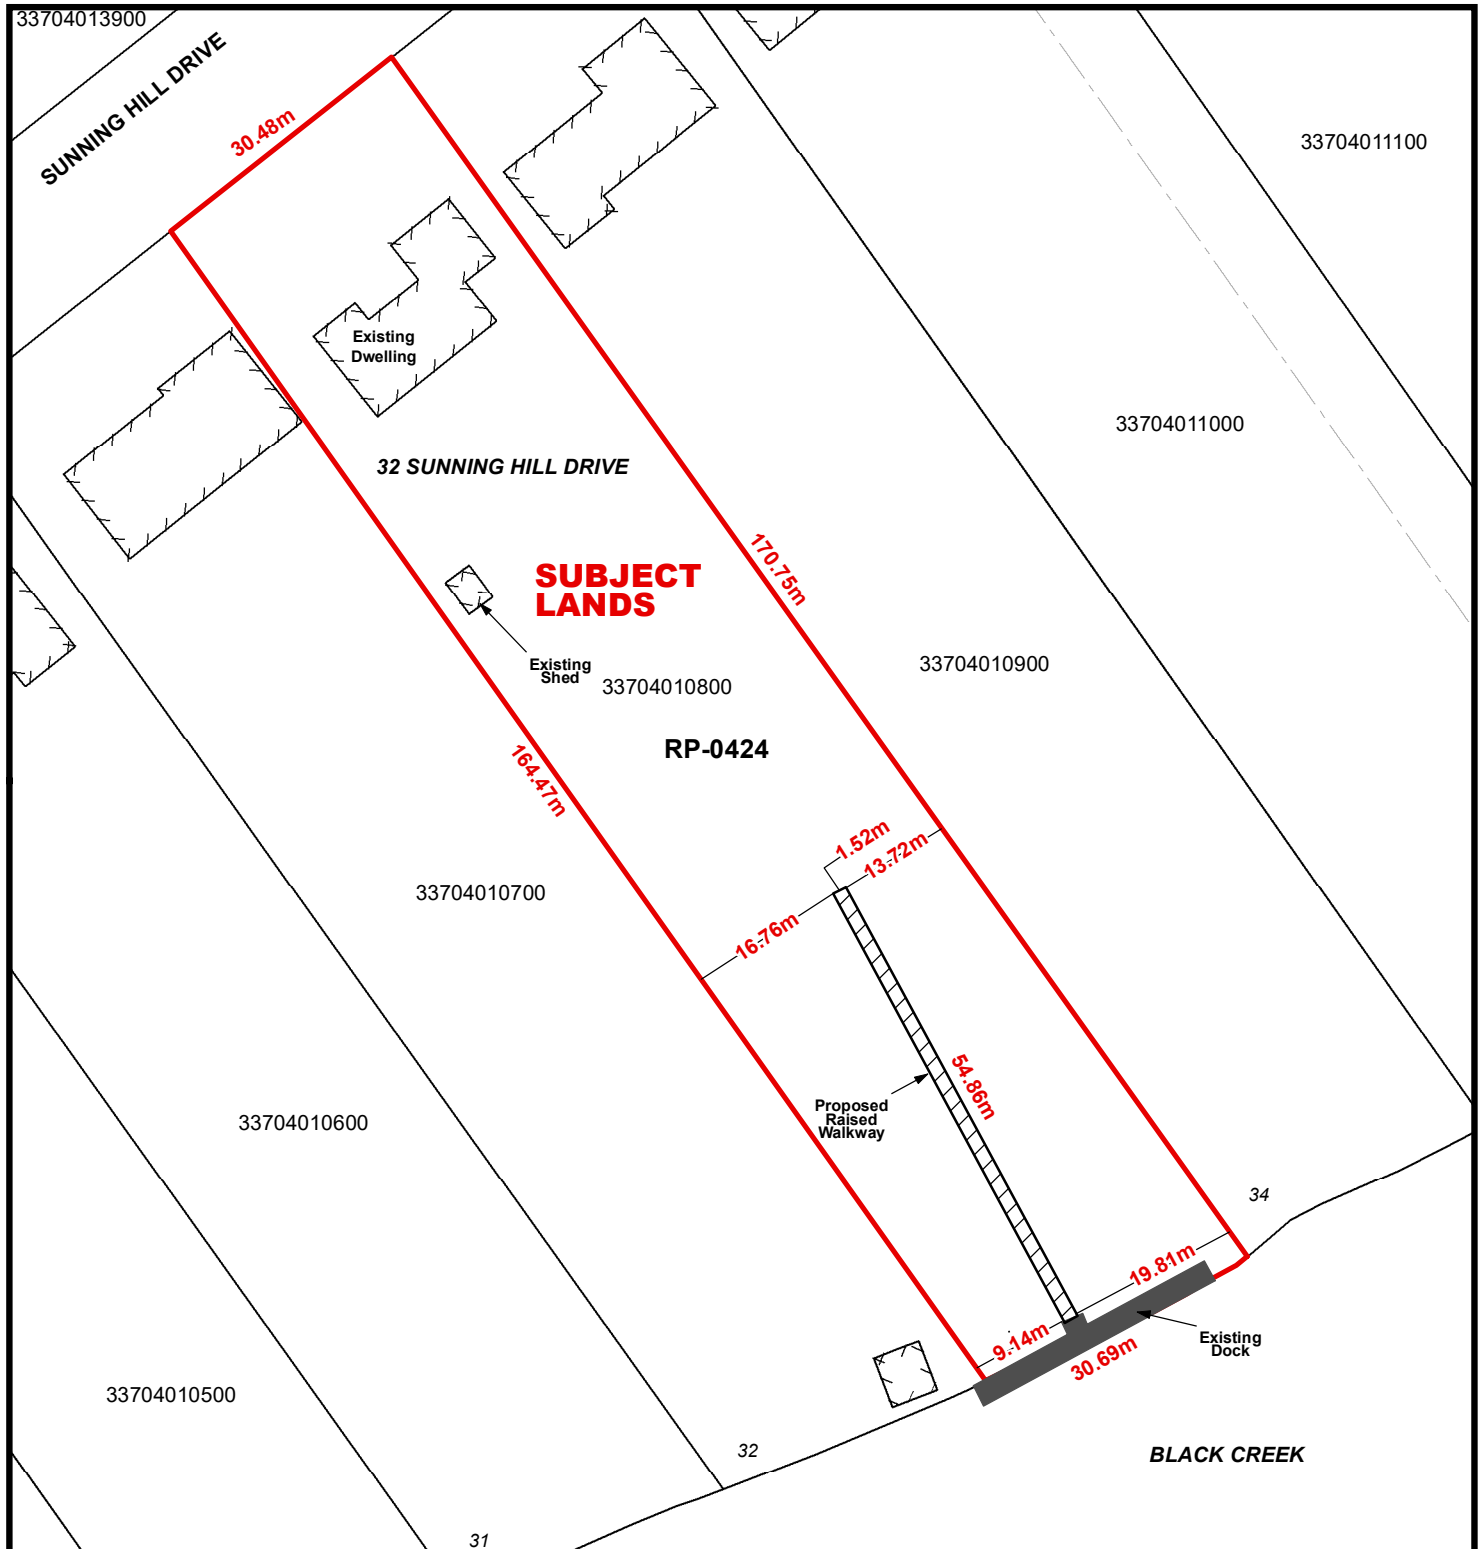 33704013900
SUNNING HILL DRIVE
30.48m
33704011100
Existing
Dwelling
33704011000
32 SUNNING HILL DRIVE
170.75m
SUBJECT
LANDS
Existing
Shed
33704010800
33704010900
RP-0424
164.47m
1.52m
13.72m
33704010700
16.76m
54.86m
Proposed
Raised
Walkway
33704010600
34
19.81m
9.14m
Existing
Dock
30.69m
33704010500
32
BLACK CREEK
31